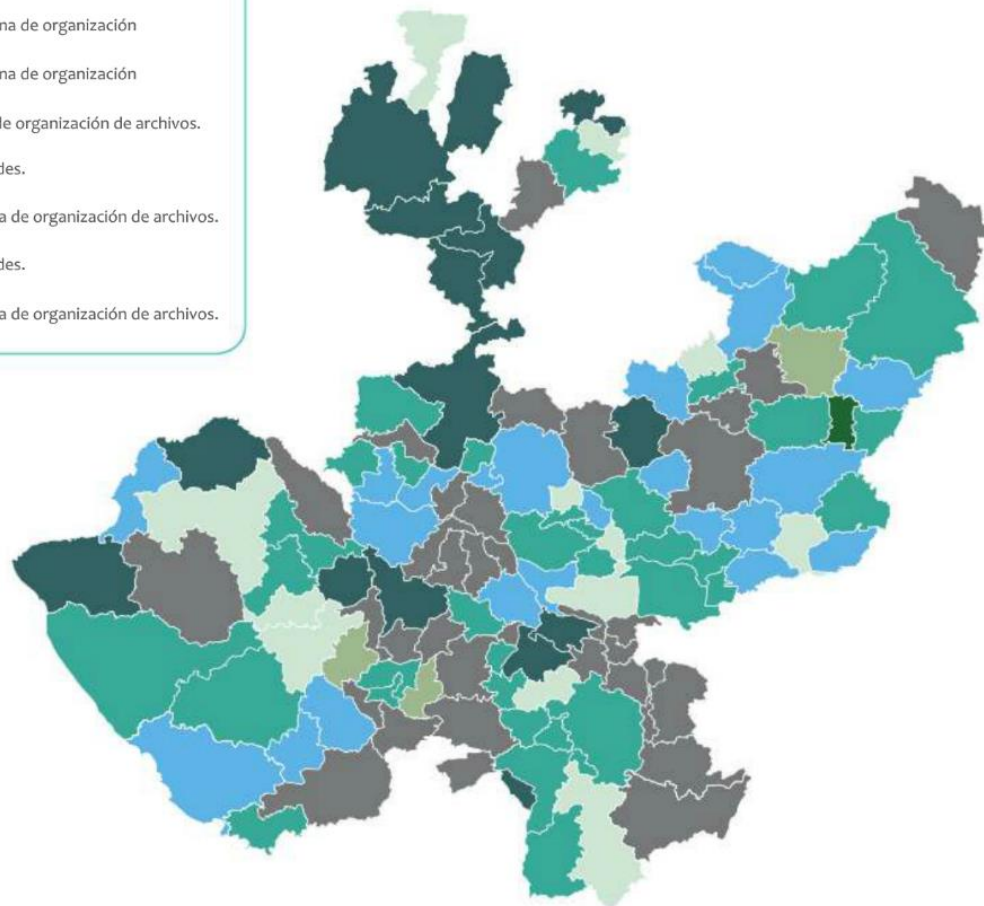 na de organización
na de organización
de organización de archivos.
des.
a de organización de archivos.
des.
a de organización de archivos.